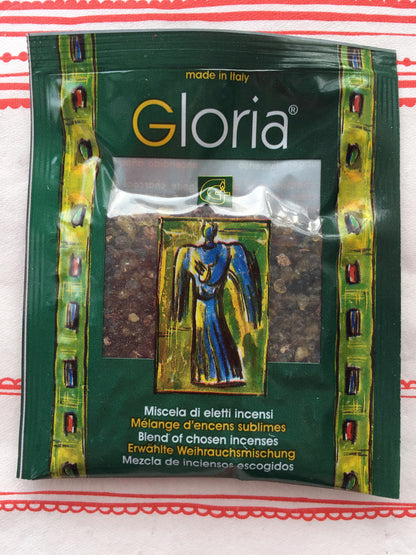 made in Italy
Gloria®
Miscela di eletti incensi
Mélange d'encens sublimes
Blend of chosen incenses
Erwählte Weihrauchsmischung
Mezcla de inciensos escogidos